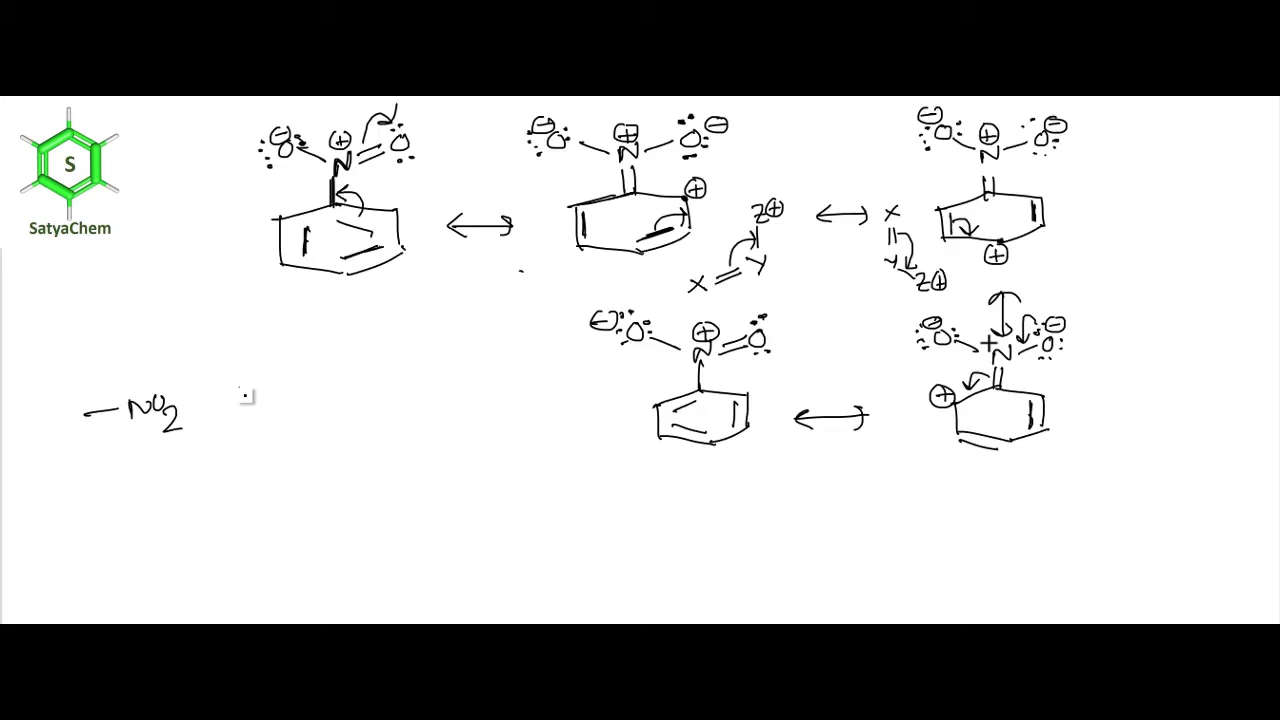 S
SatyaChem
⊖ :O: N ⊕ O:
⊖ :O: N ⊕ :O: ⊖
⊕
⊖ O: N ⊕ O: ⊖
⊕
Z⊕
X Y
X
Y Z⊕
⊖ :O: N ⊕ O:
⊖ :O: + N :O: ⊖
⊕
–NO2